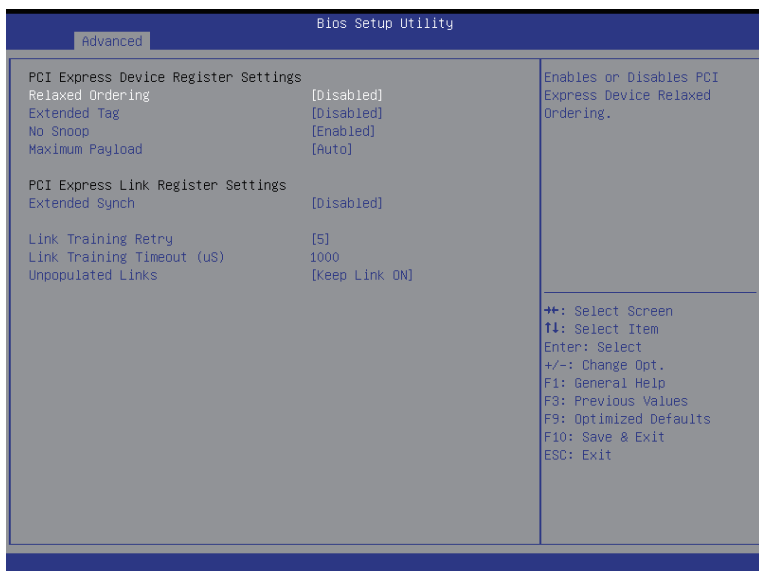 Bios Setup Utility
Advanced
PCI Express Device Register Settings
Relaxed Ordering [Disabled]
Extended Tag [Disabled]
No Snoop [Enabled]
Maximum Payload [Auto]
PCI Express Link Register Settings
Extended Synch [Disabled]
Link Training Retry [5]
Link Training Timeout (uS) 1000
Unpopulated Links [Keep Link ON]
Enables or Disables PCI
Express Device Relaxed
Ordering.
→←: Select Screen
↑↓: Select Item
Enter: Select
+/-: Change Opt.
F1: General Help
F3: Previous Values
F9: Optimized Defaults
F10: Save & Exit
ESC: Exit